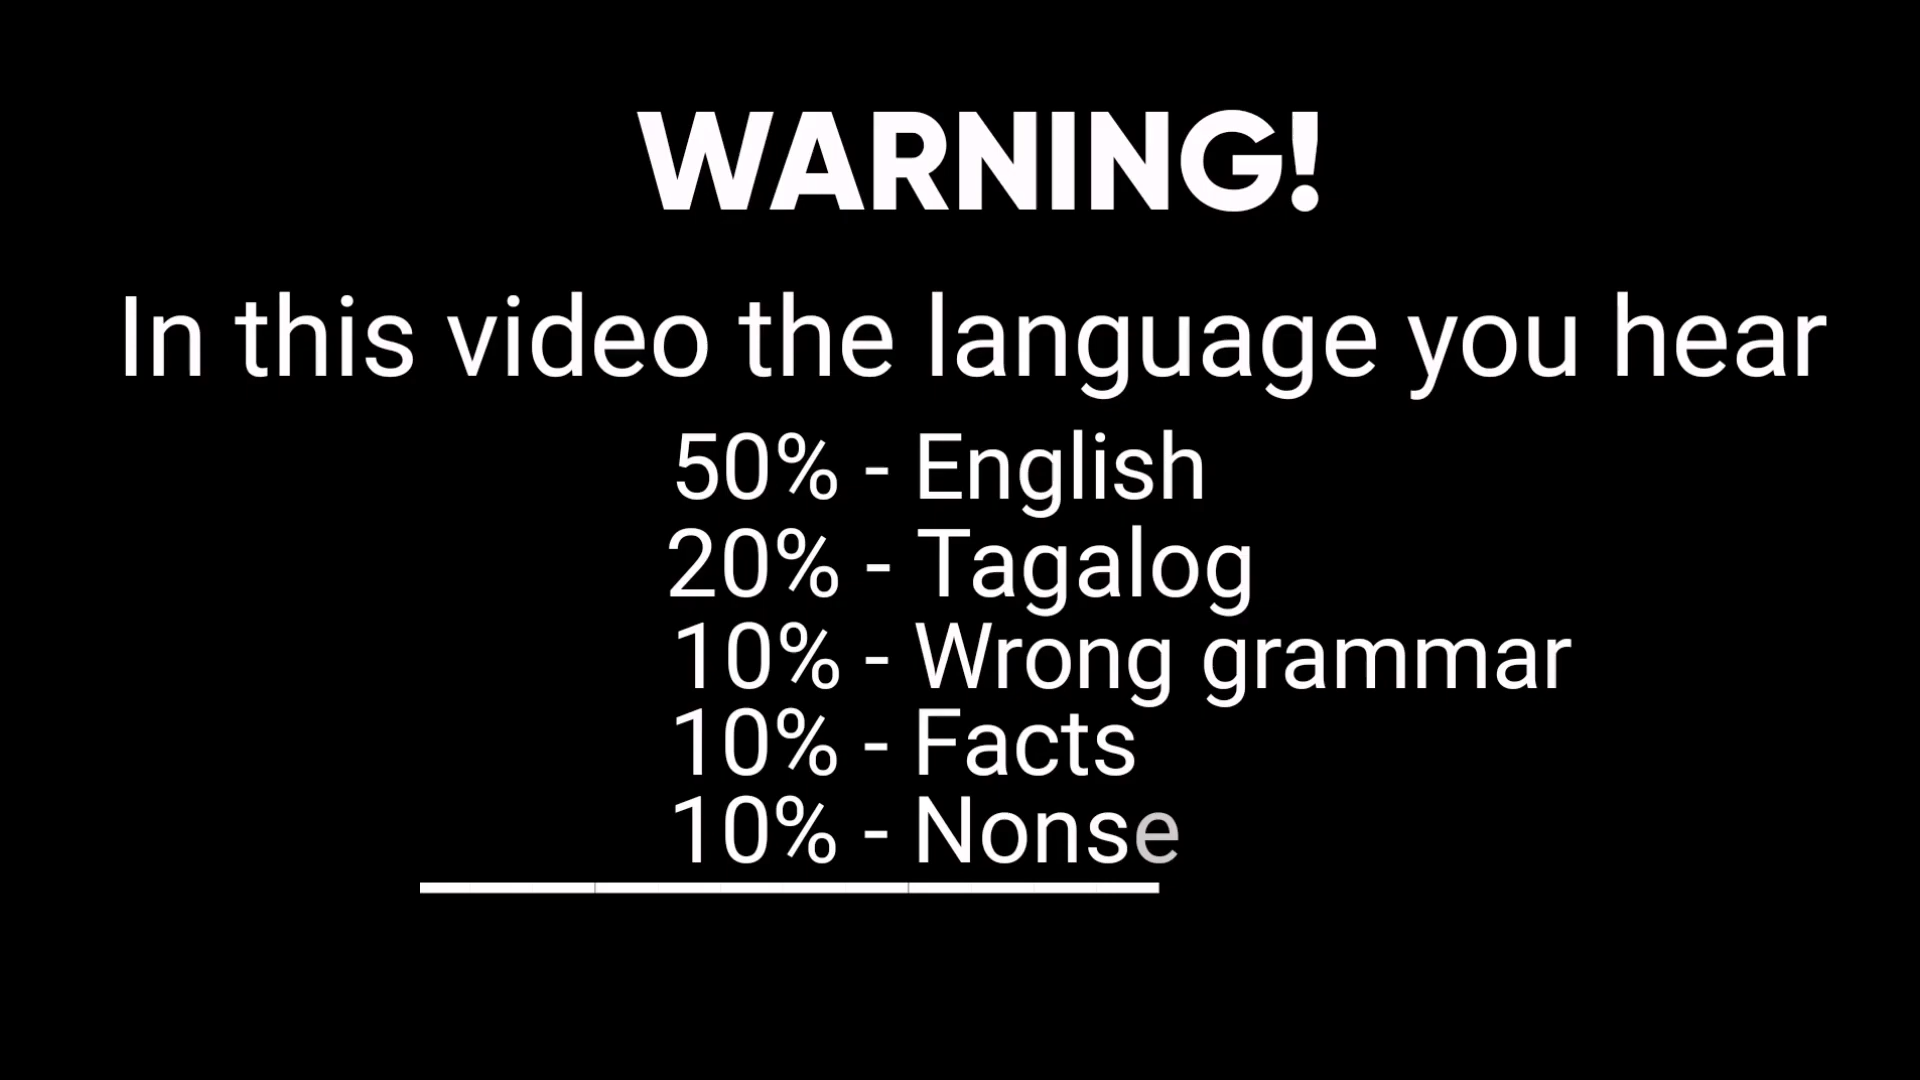 WARNING!
In this video the language you hear
50% - English
20% - Tagalog
10% - Wrong grammar
10% - Facts
10% - Nonse